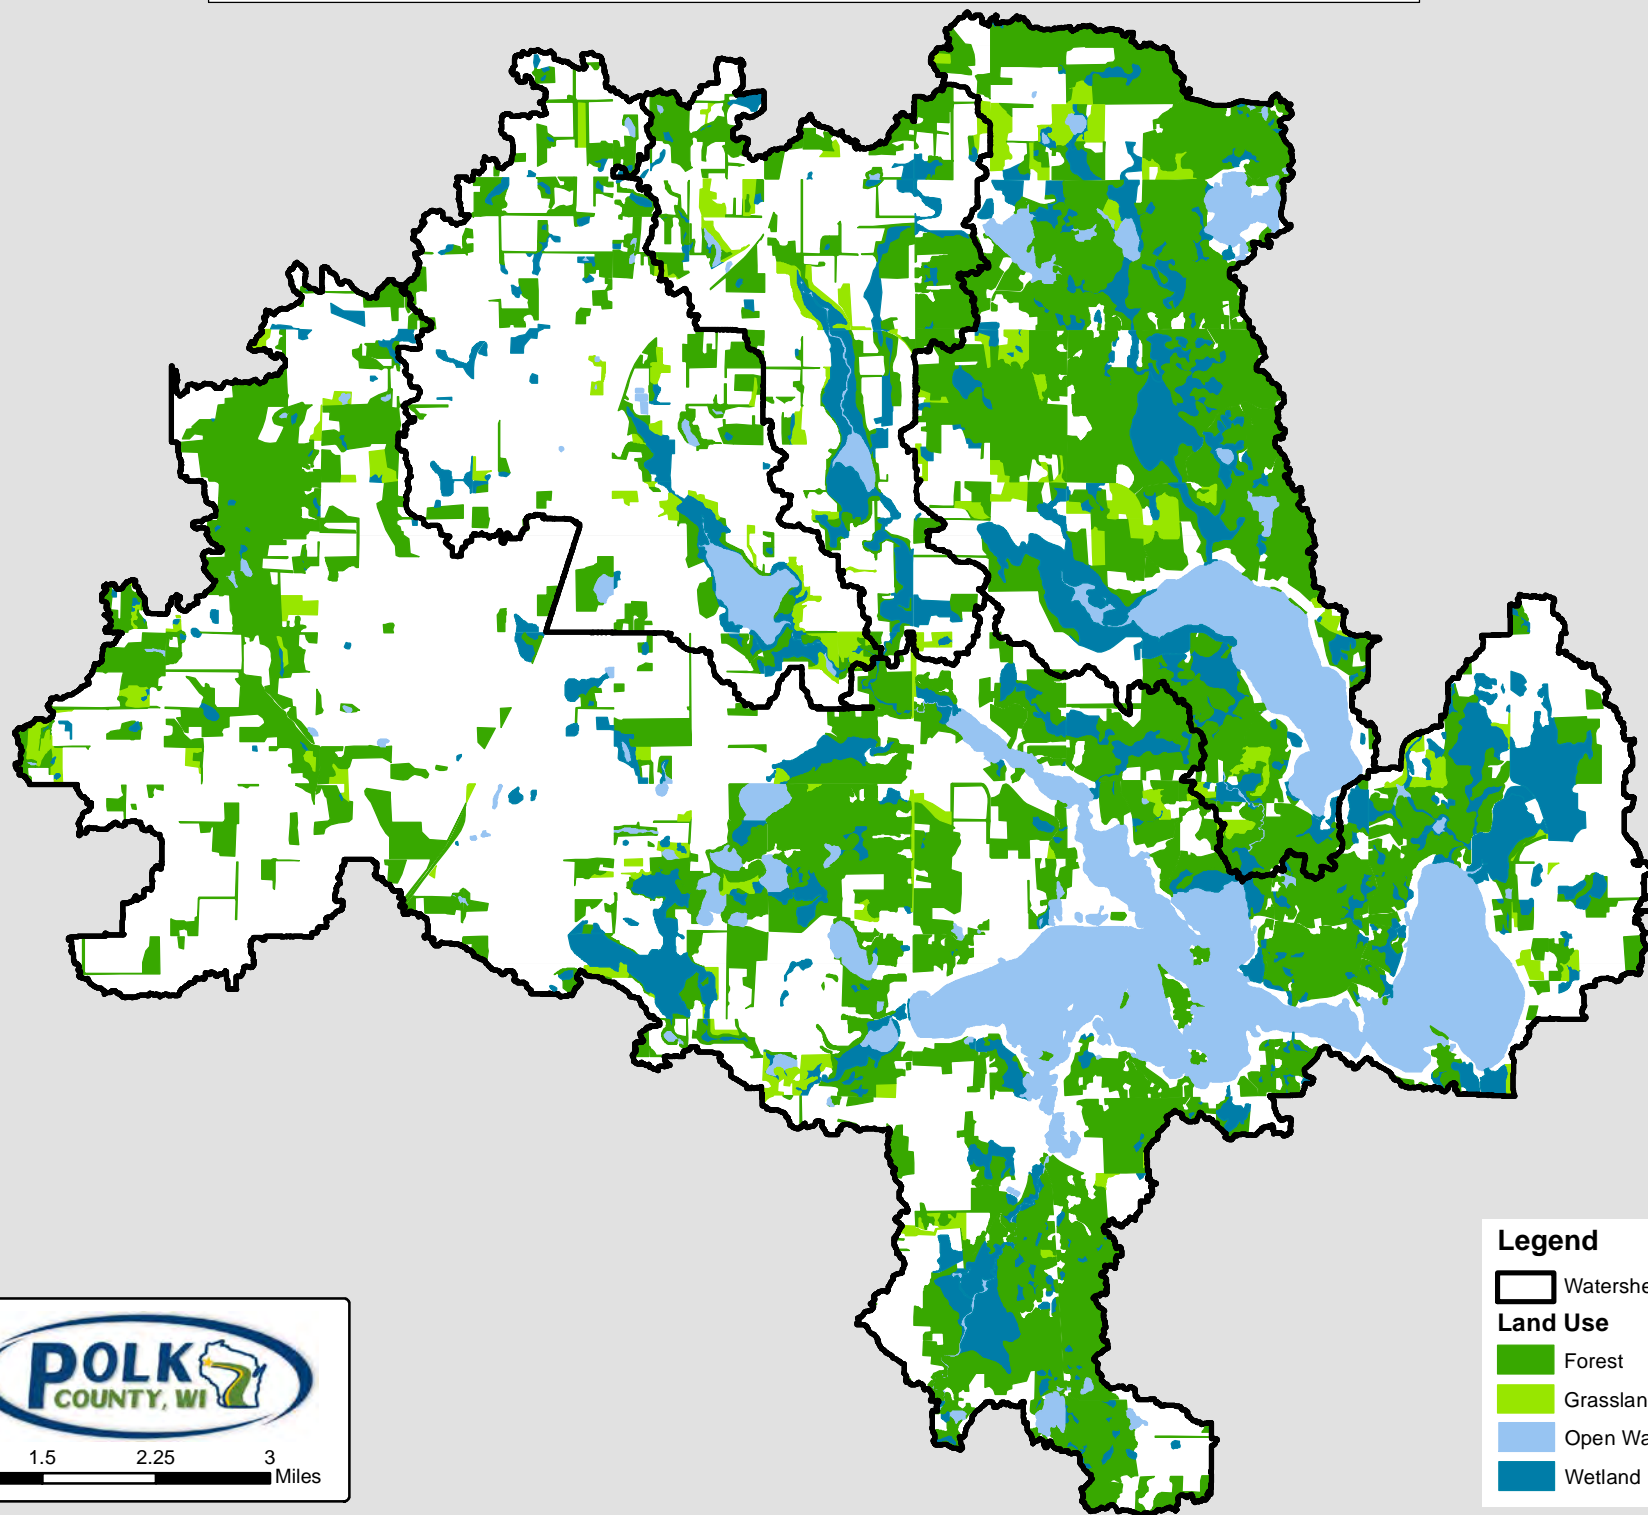 POLK
COUNTY, WI
1.5 2.25 3
Miles
Legend
Watershe
Land Use
Forest
Grasslan
Open Wa
Wetland